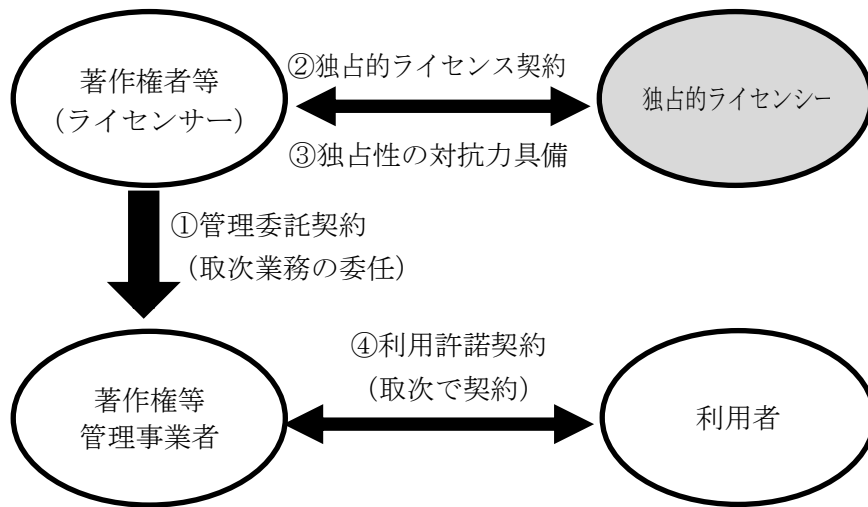 著作権者等
(ライセンサー)
②独占的ライセンス契約
③独占性の対抗力具備
独占的ライセンシー
①管理委託契約
(取次業務の委任)
④利用許諾契約
(取次で契約)
著作権等
管理事業者
利用者